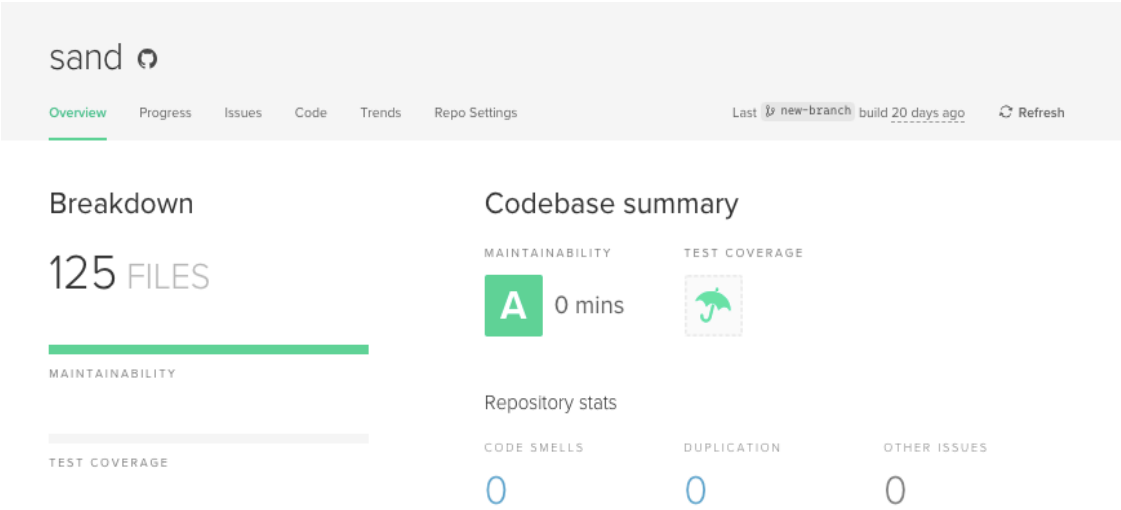 sand
Overview Progress Issues Code Trends Repo Settings Last new-branch build 20 days ago Refresh
Breakdown
125 FILES
MAINTAINABILITY
TEST COVERAGE
Codebase summary
MAINTAINABILITY TEST COVERAGE
A 0 mins
Repository stats
CODE SMELLS DUPLICATION OTHER ISSUES
0 0 0